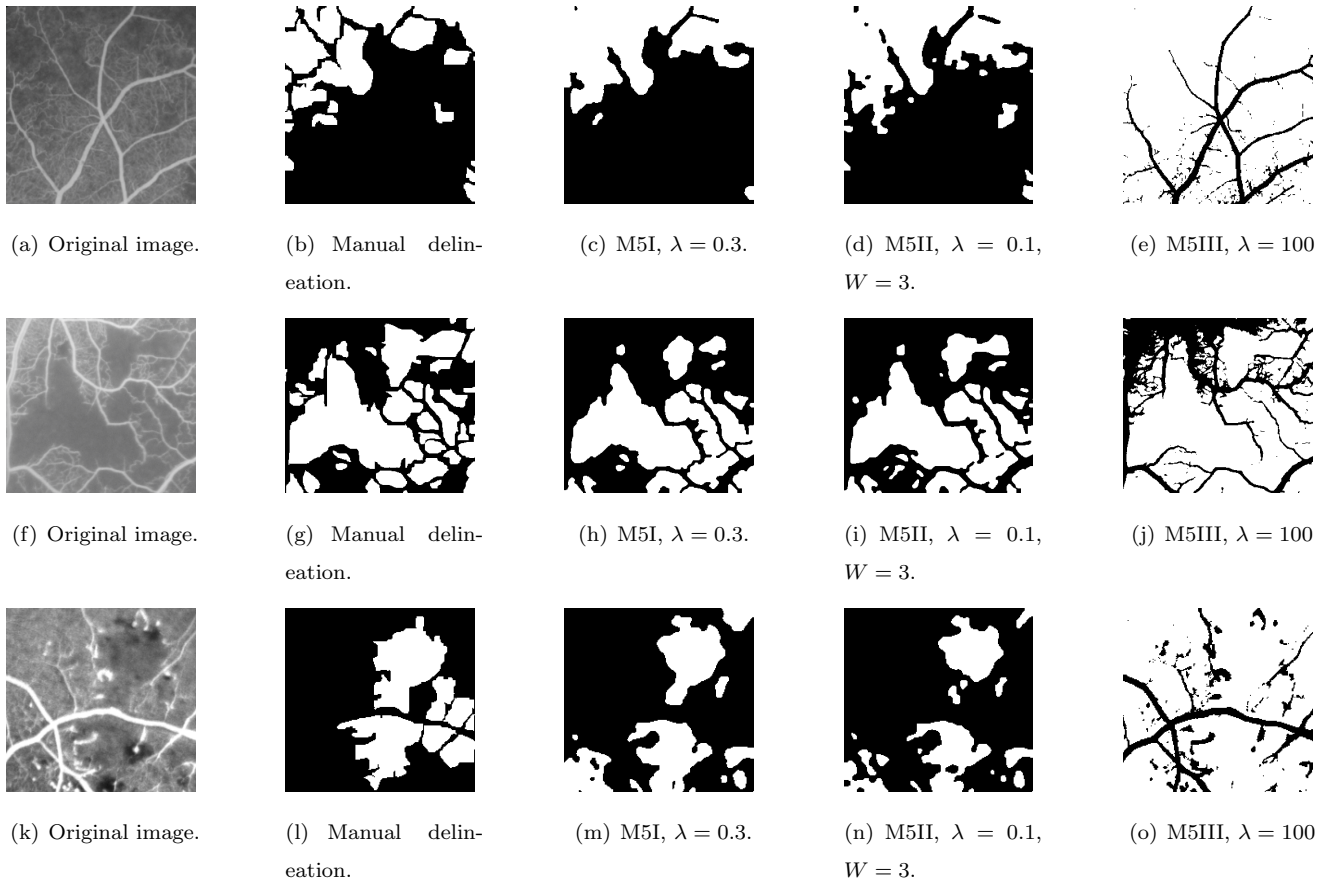 (a) Original image.
(b) Manual delin-
eation.
(c) M5I, λ = 0.3.
(d) M5II, λ = 0.1,
W = 3.
(e) M5III, λ = 100
(f) Original image.
(g) Manual delin-
eation.
(h) M5I, λ = 0.3.
(i) M5II, λ = 0.1,
W = 3.
(j) M5III, λ = 100
(k) Original image.
(l) Manual delin-
eation.
(m) M5I, λ = 0.3.
(n) M5II, λ = 0.1,
W = 3.
(o) M5III, λ = 100